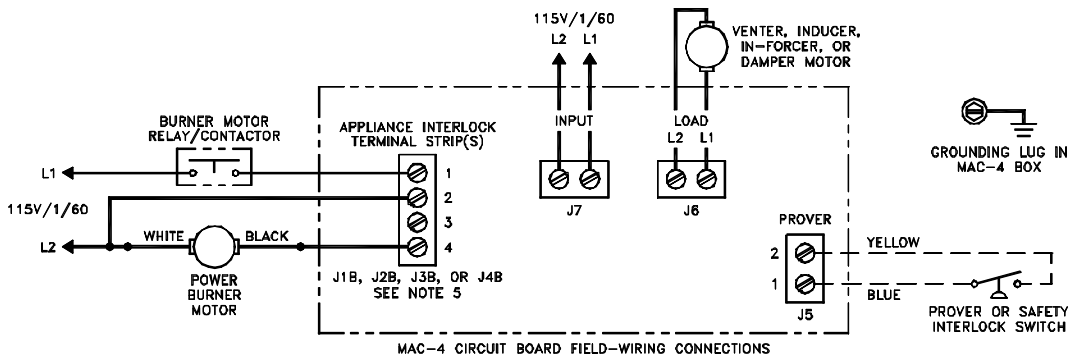 115V/1/60
L2 L1
VENTER, INDUCER,
IN-FORCER, OR
DAMPER MOTOR
BURNER MOTOR
RELAY/CONTACTOR
APPLIANCE INTERLOCK
TERMINAL STRIP(S)
INPUT
LOAD
L2 L1
GROUNDING LUG IN
MAC-4 BOX
L1
1
2
3
4
115V/1/60
L2
WHITE
BLACK
POWER
BURNER
MOTOR
J1B, J2B, J3B, OR J4B
SEE NOTE 5
J7
J6
PROVER
2
1
J5
YELLOW
BLUE
PROVER OR SAFETY
INTERLOCK SWITCH
MAC-4 CIRCUIT BOARD FIELD-WIRING CONNECTIONS